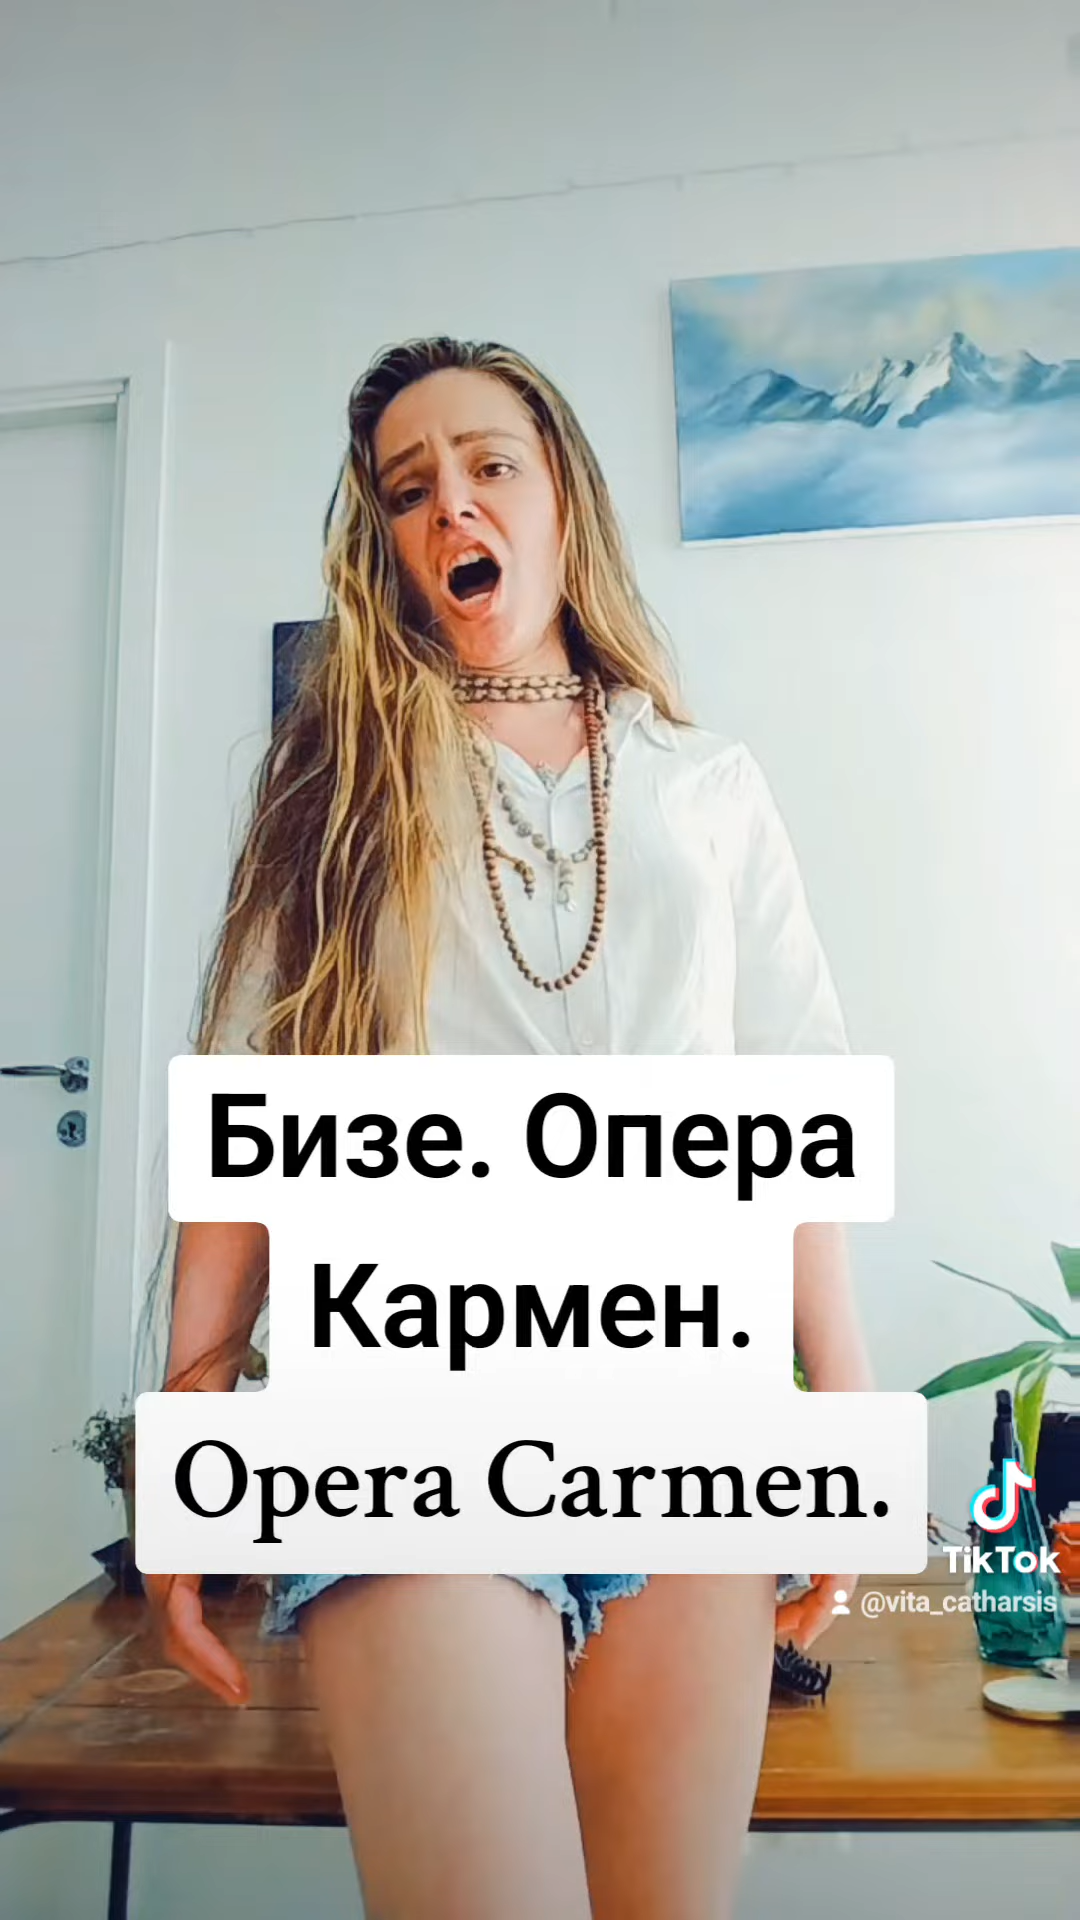 Бизе. Опера
Кармен.
Opera Carmen.
TikTok
@vita_catharsis